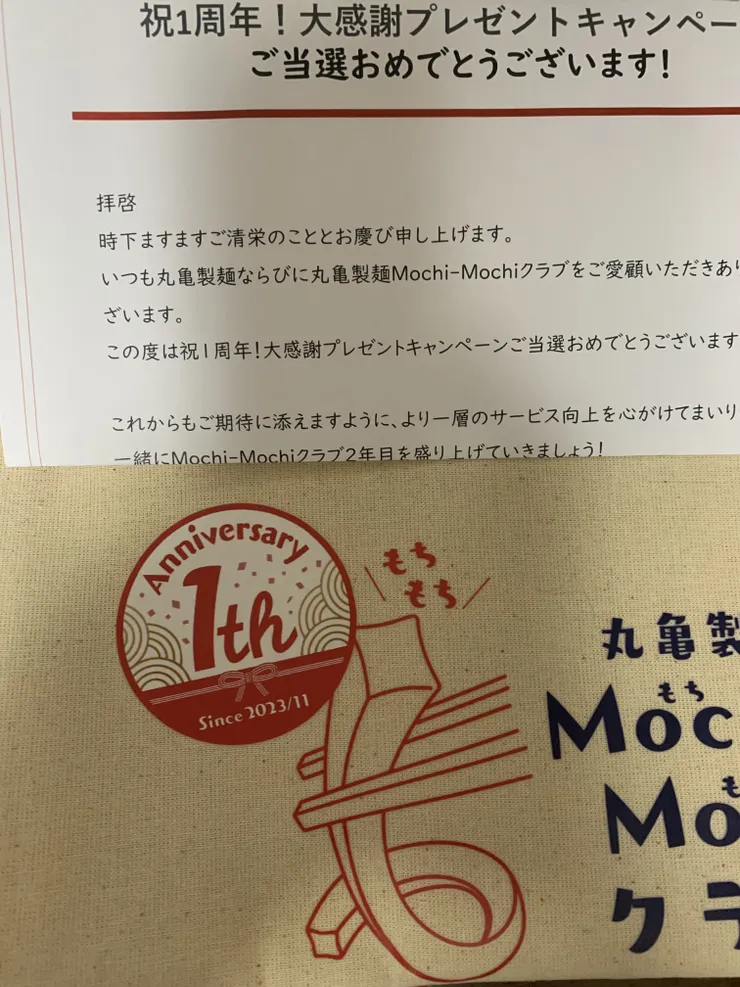 祝1周年！大感謝プレゼントキャンペー
ご当選おめでとうございます！
拝啓
時下ますますご清栄のこととお慶び申し上げます。
いつも丸亀製麺ならびに丸亀製麺Mochi-Mochiクラブをご愛顧いただきあり
ざいます。
この度は祝1周年！大感謝プレゼントキャンペーンご当選おめでとうございます
これからもご期待に添えますように、より一層のサービス向上を心がけてまいり
一緒にMochi-Mochiクラブ2年目を盛り上げていきましょう！
Anniversary
1th
Since 2023/11
もち
もち
丸亀製
もち
Moc
も
Mo
クラ